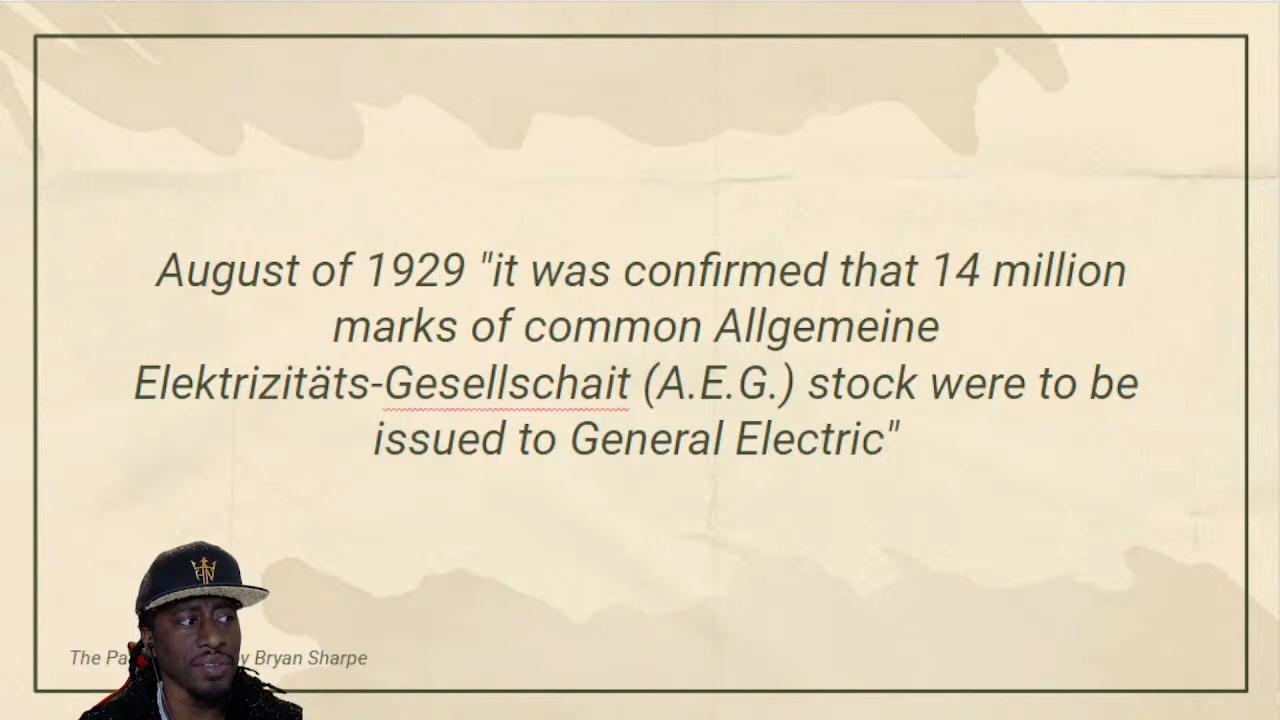 August of 1929 "it was confirmed that 14 million
marks of common Allgemeine
Elektrizitäts-Gesellschait (A.E.G.) stock were to be
issued to General Electric"
HN
The Pa y Bryan Sharpe